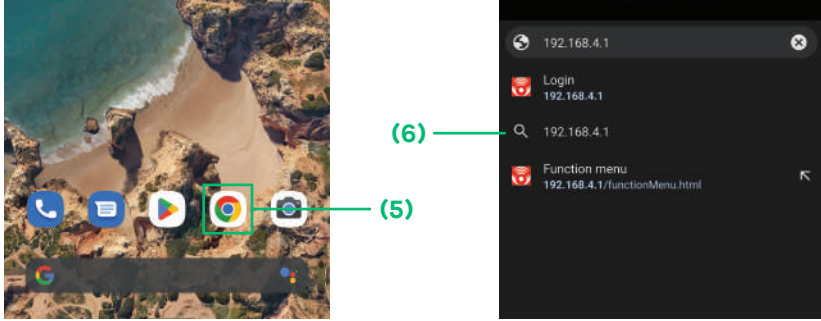 192.168.4.1
Login
192.168.4.1
(6)
192.168.4.1
Function menu
192.168.4.1/functionMenu.html
(5)
G